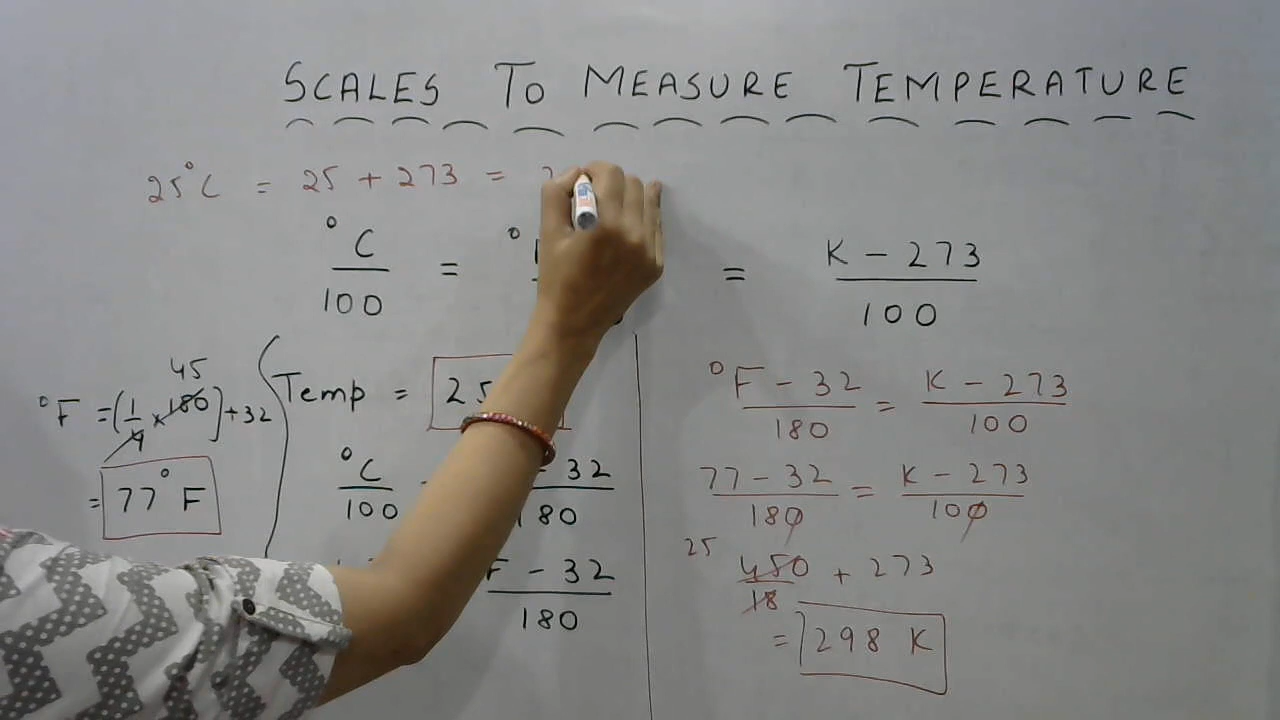 SCALES TO MEASURE TEMPERATURE
25°C = 25 + 273 =
°C/100 = ° = K - 273/100
°F = (1/4 × 180 45] + 32
= 77°F
Temp = 25
°C/100 - 32/180
F - 32/180
°F - 32/180 = K - 273/100
77 - 32/180 = K - 273/100
25 450/18 + 273
= 298 K